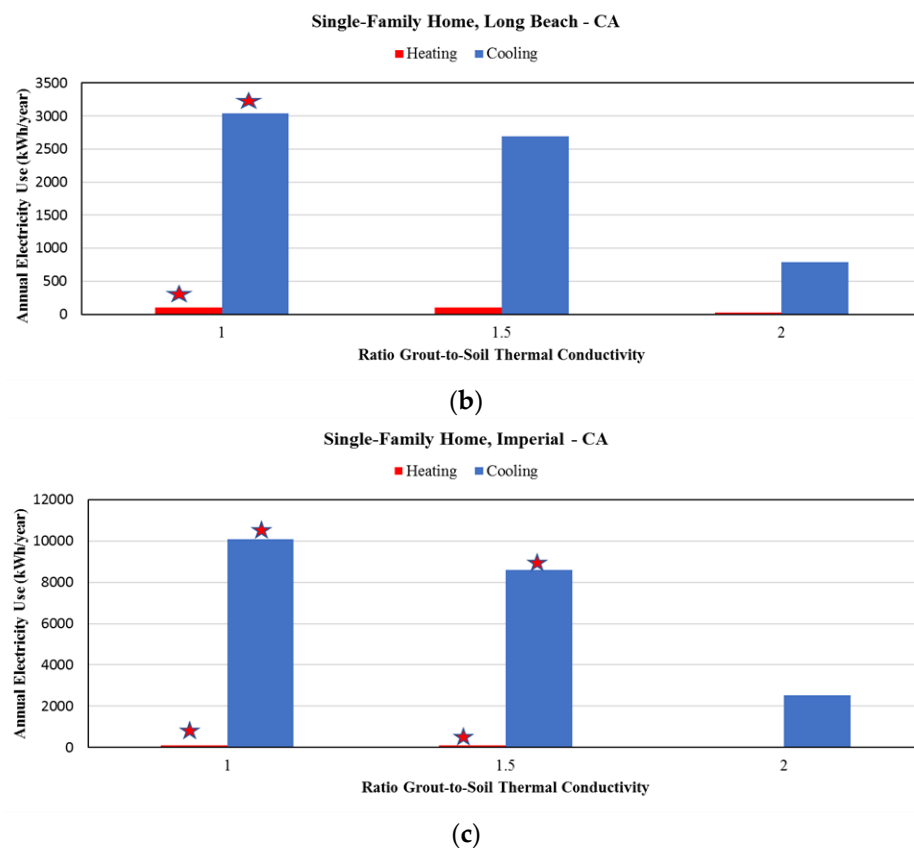 Single-Family Home, Long Beach - CA
Heating Cooling
Annual Electricity Use (kWh/year)
3500
3000
2500
2000
1500
1000
500
0
1 1.5 2
Ratio Grout-to-Soil Thermal Conductivity
(b)
Single-Family Home, Imperial - CA
Heating Cooling
Annual Electricity Use (kWh/year)
12000
10000
8000
6000
4000
2000
0
1 1.5 2
Ratio Grout-to-Soil Thermal Conductivity
(c)